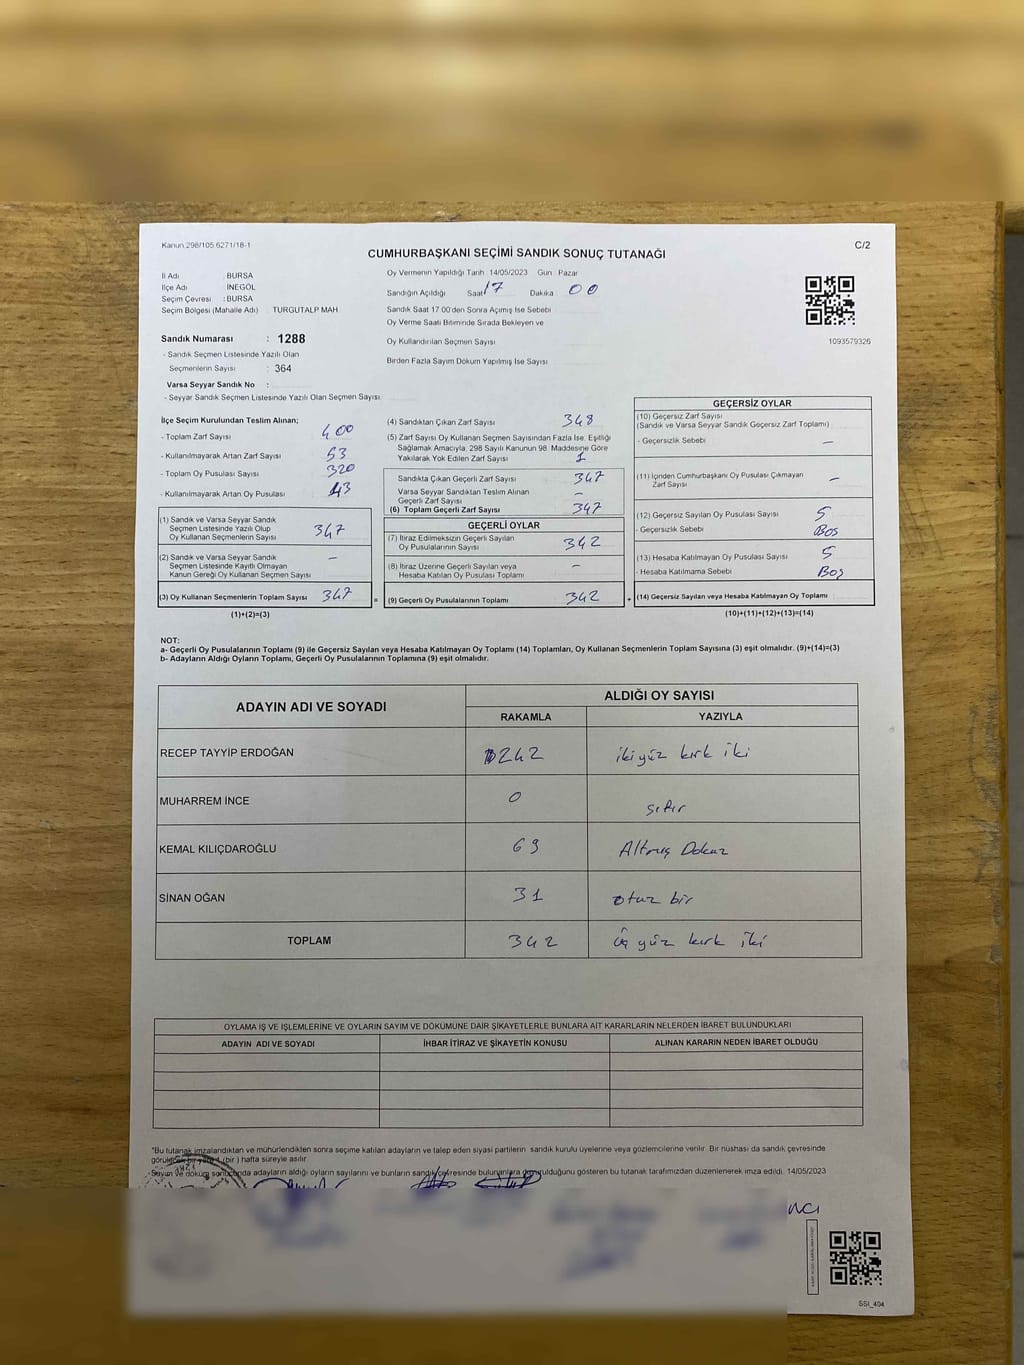 Kanun 298/105 6271/18-1
C/2
CUMHURBAŞKANI SEÇİMİ SANDIK SONUÇ TUTANAĞI
İl Adı : BURSA
İlçe Adı : İNEGÖL
Seçim Çevresi : BURSA
Seçim Bölgesi (Mahalle Adı) TURGUTALP MAH
Sandık Numarası : 1288
- Sandık Seçmen Listesinde Yazılı Olan
Seçmenlerin Sayısı : 364
Varsa Seyyar Sandık No :
- Seyyar Sandık Seçmen Listesinde Yazılı Olan Seçmen Sayısı
Oy Vermenin Yapıldığı Tarih : 14/05/2023 Gün : Pazar
Sandığın Açıldığı Saat 17 Dakika 00
Sandık Saat 17 00'den Sonra Açımış İse Sebebi
Oy Verme Saati Bitiminde Sırada Bekleyen ve
Oy Kullandırılan Seçmen Sayısı
Birden Fazla Sayım Döküm Yapılmış İse Sayısı
1093579326
İlçe Seçim Kurulundan Teslim Alınan;
- Toplam Zarf Sayısı 400
- Kullanılmayarak Artan Zarf Sayısı 53
- Toplam Oy Pusulası Sayısı
- Kullanılmayarak Artan Oy Pusulası
(1) Sandık ve Varsa Seyyar Sandık
Seçmen Listesinde Yazılı Olup
Oy Kullanan Seçmenlerin Sayısı 347
(2) Sandık ve Varsa Seyyar Sandık
Seçmen Listesinde Kayıtlı Olmayan
Kanun Gereği Oy Kullanan Seçmen Sayısı –
(3) Oy Kullanan Seçmenlerin Toplam Sayısı 347
(1)+(2)=(3)
(4) Sandıktan Çıkan Zarf Sayısı 348
(5) Zarf Sayısı Oy Kullanan Seçmen Sayısından Fazla İse, Eşitliği
Sağlamak Amacıyla, 298 Sayılı Kanunun 98. Maddesine Göre
Yakılarak Yok Edilen Zarf Sayısı 1
Sandıkta Çıkan Geçerli Zarf Sayısı 347
Varsa Seyyar Sandıktan Teslim Alınan
Geçerli Zarf Sayısı –
(6) Toplam Geçerli Zarf Sayısı 347
GEÇERLİ OYLAR
(7) İtiraz Edilmeksizin Geçerli Sayılan
Oy Pusulalarının Sayısı 342
(8) İtiraz Üzerine Geçerli Sayılan veya
Hesaba Katılan Oy Pusulası Toplamı –
= (9) Geçerli Oy Pusulalarının Toplamı 342
GEÇERSİZ OYLAR
(10) Geçersiz Zarf Sayısı
(Sandık ve Varsa Seyyar Sandık Geçersiz Zarf Toplamı)
- Geçersizlik Sebebi –
(11) İçinden Cumhurbaşkanı Oy Pusulası Çıkmayan
Zarf Sayısı –
(12) Geçersiz Sayılan Oy Pusulası Sayısı 5
- Geçersizlik Sebebi Boş
(13) Hesaba Katılmayan Oy Pusulası Sayısı 5
- Hesaba Katılmama Sebebi Boş
+ (14) Geçersiz Sayılan veya Hesaba Katılmayan Oy Toplamı
(10)+(11)+(12)+(13)=(14)
NOT:
a- Geçerli Oy Pusulalarının Toplamı (9) ile Geçersiz Sayılan veya Hesaba Katılmayan Oy Toplamı (14) Toplamları, Oy Kullanan Seçmenlerin Toplam Sayısına (3) eşit olmalıdır. (9)+(14)=(3)
b- Adayların Aldığı Oyların Toplamı, Geçerli Oy Pusulalarının Toplamına (9) eşit olmalıdır.
ADAYIN ADI VE SOYADI ALDIĞI OY SAYISI
RAKAMLA YAZIYLA
RECEP TAYYİP ERDOĞAN 242 iki yüz kırk iki
MUHARREM İNCE 0 sıfır
KEMAL KILIÇDAROĞLU 69 Altmış Dokuz
SİNAN OĞAN 31 otuz bir
TOPLAM 342 üç yüz kırk iki
OYLAMA İŞ VE İŞLEMLERİNE VE OYLARIN SAYIM VE DÖKÜMÜNE DAİR ŞİKAYETLERLE BUNLARA AİT KARARLARIN NELERDEN İBARET BULUNDUKLARI
ADAYIN ADI VE SOYADI İHBAR İTİRAZ VE ŞİKAYETİN KONUSU ALINAN KARARIN NEDEN İBARET OLDUĞU
*Bu tutanak imzalandıktan ve mühürlendikten sonra seçime katılan adayların ve talep eden siyasi partilerin sandık kurulu üyelerine veya gözlemcilerine verilir. Bir nüshası da sandık çevresinde
görülecek bir yere 1 (bir) hafta süreyle asılır.
Sayım ve döküm sonucunda adayların aldığı oyların sayılarını ve bunların sandık çevresinde bulunanlara duyurulduğunu gösteren bu tutanak tarafımızdan düzenlenerek imza edildi. 14/05/2023
SSI_404